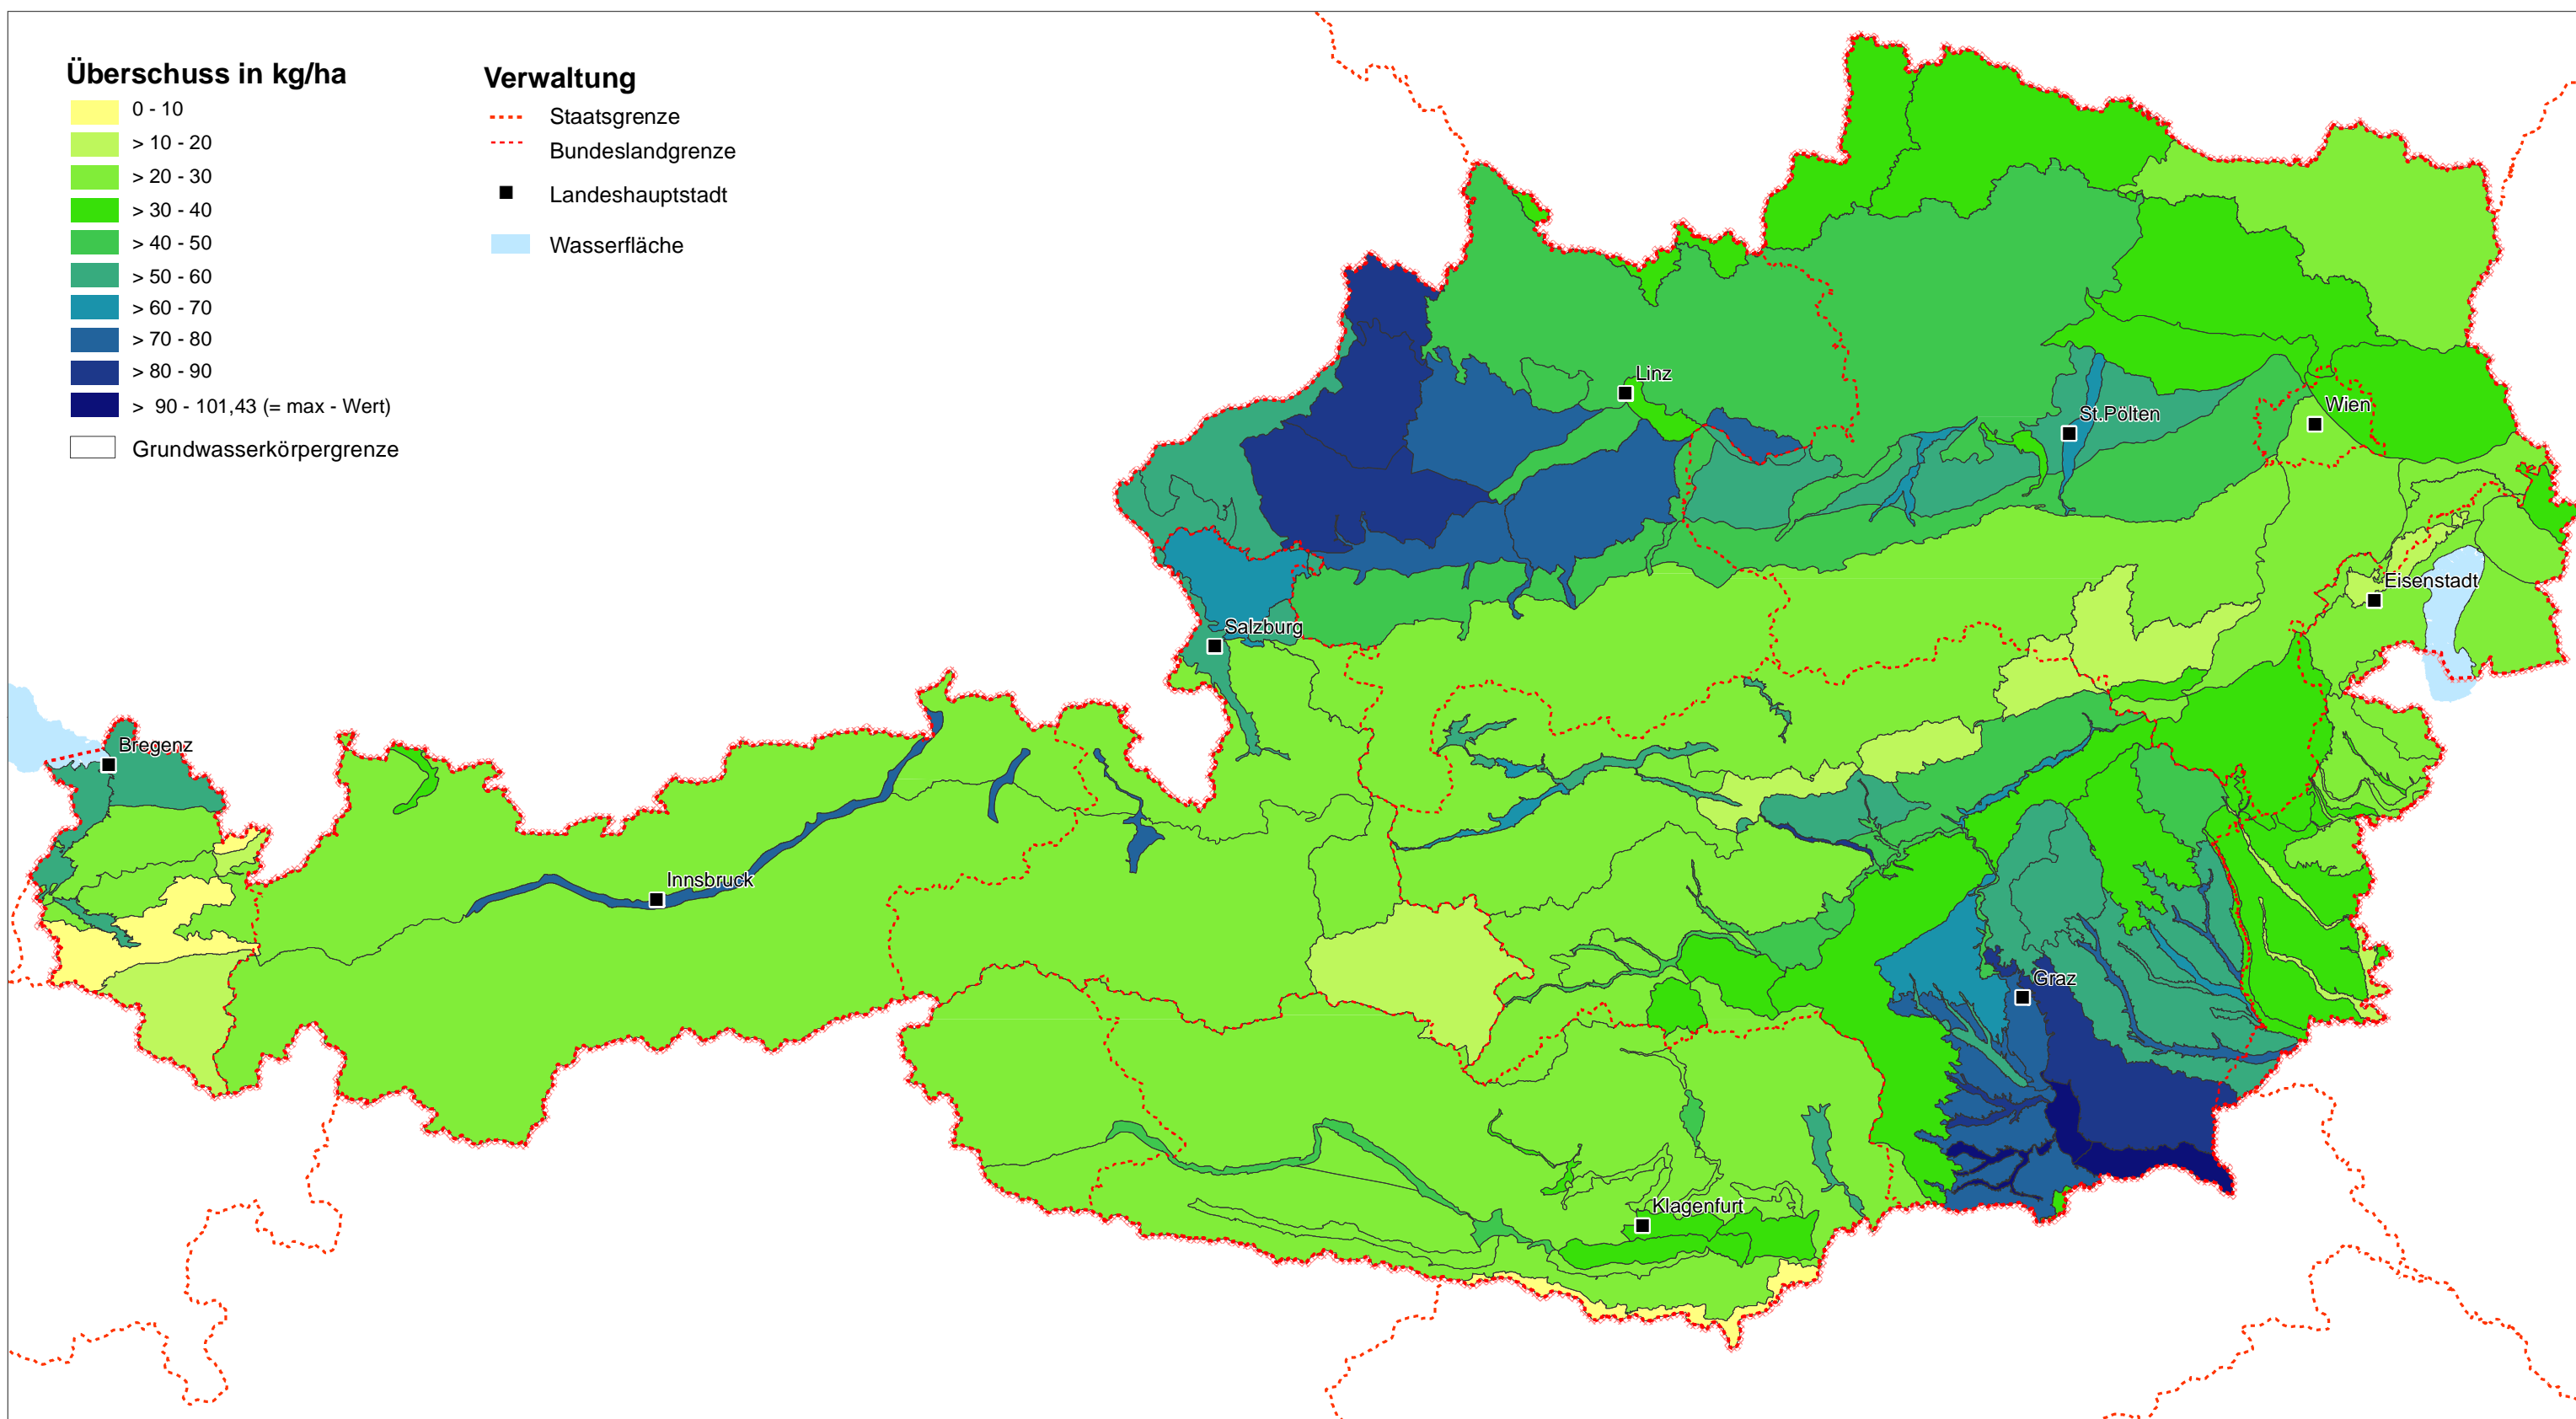 Überschuss in kg/ha
0 - 10
> 10 - 20
> 20 - 30
> 30 - 40
> 40 - 50
> 50 - 60
> 60 - 70
> 70 - 80
> 80 - 90
> 90 - 101,43 (= max - Wert)
Grundwasserkörpergrenze
Verwaltung
Staatsgrenze
Bundeslandgrenze
Landeshauptstadt
Wasserfläche
Linz
St.Pölten
Wien
Eisenstadt
Salzburg
Bregenz
Innsbruck
Graz
Klagenfurt